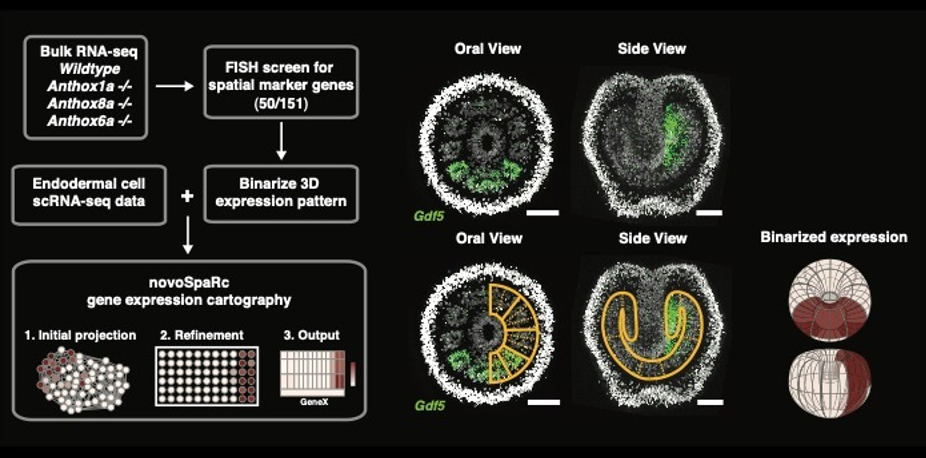 Bulk RNA-seq
Wildtype
Anthox1a -/-
Anthox8a -/-
Anthox6a -/-
FISH screen for
spatial marker genes
(50/151)
Endodermal cell
scRNA-seq data
+
Binarize 3D
expression pattern
novoSpaRc
gene expression cartography
1. Initial projection
2. Refinement
3. Output
GeneX
Oral View
Side View
Gdf5
Oral View
Side View
Gdf5
Binarized expression